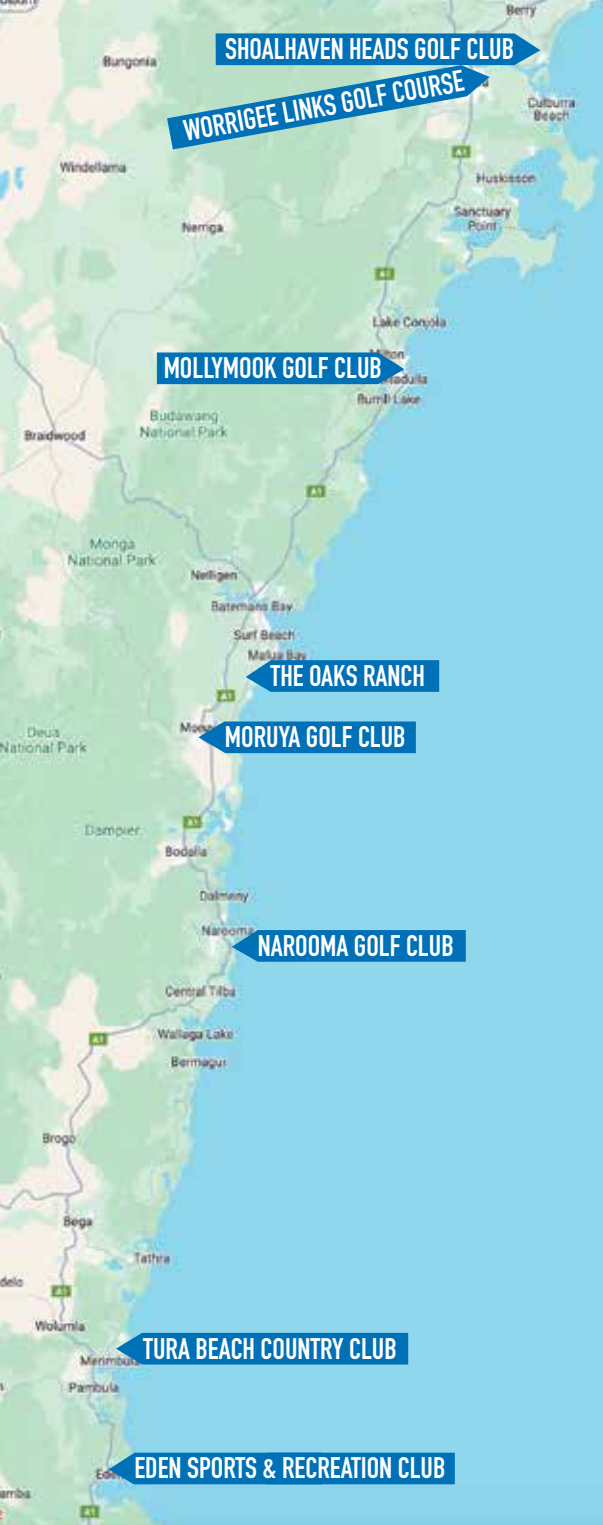 Berry
SHOALHAVEN HEADS GOLF CLUB
Bungonia
WORRIGEE LINKS GOLF COURSE
Culburra
Beach
A1
Windellama
Huskisson
Sanctuary
Point
Nerriga
A1
Lake Conjola
MOLLYMOOK GOLF CLUB
Burrill Lake
Budawang
National Park
Braidwood
A1
Monga
National Park
Nelligen
Batemans Bay
Surf Beach
Malua Bay
THE OAKS RANCH
A1
MORUYA GOLF CLUB
Deua
National Park
A1
Dampier
Bodalla
Dalmeny
Narooma
NAROOMA GOLF CLUB
Central Tilba
A1
Wallaga Lake
Bermagui
Brogo
Bega
Tathra
A1
Wolumla
TURA BEACH COUNTRY CLUB
Merimbula
Pambula
EDEN SPORTS & RECREATION CLUB
A1